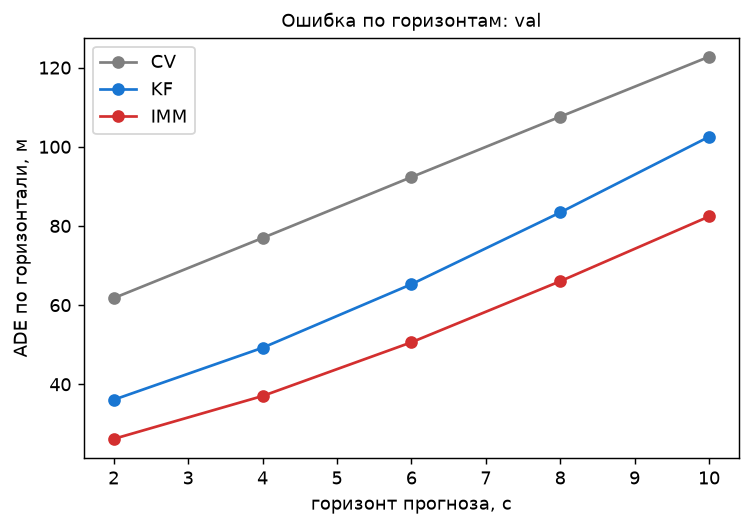 Ошибка по горизонтам: val
CV
KF
IMM
ADE по горизонтали, м
120
100
80
60
40
2 3 4 5 6 7 8 9 10
горизонт прогноза, с